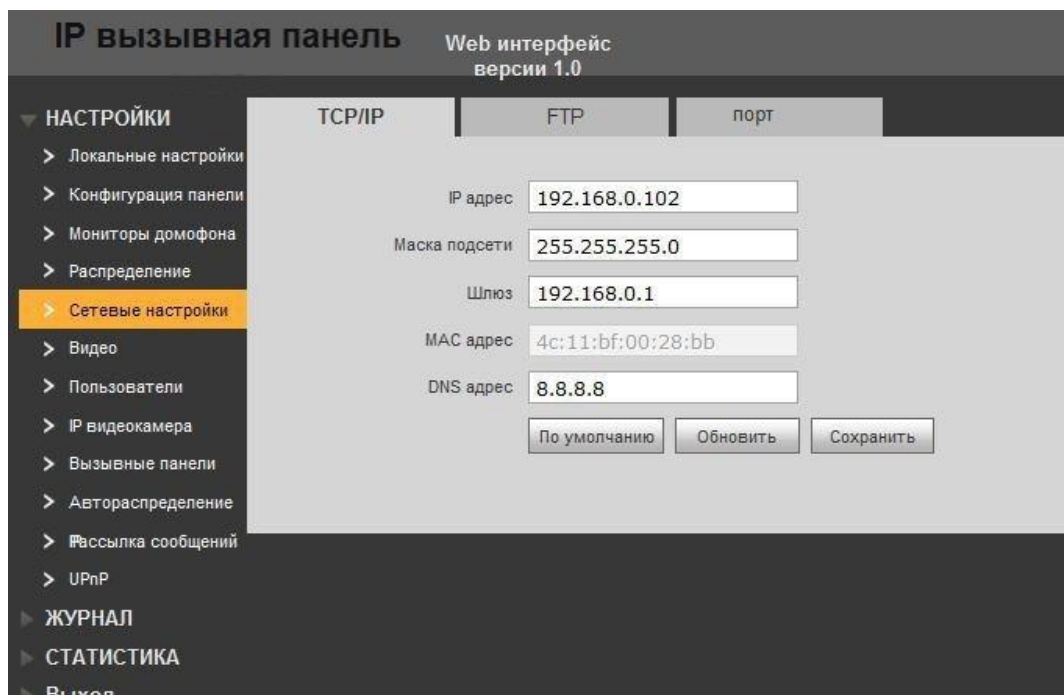 IP вызывная панель
Web интерфейс
версии 1.0
НАСТРОЙКИ
Локальные настройки
Конфигурация панели
Мониторы домофона
Распределение
Сетевые настройки
Видео
Пользователи
IP видеокамера
Вызывные панели
Автораспределение
Рассылка сообщений
UPnP
ЖУРНАЛ
СТАТИСТИКА
Выход
TCP/IP
FTP
порт
IP адрес 192.168.0.102
Маска подсети 255.255.255.0
Шлюз 192.168.0.1
MAC адрес 4c:11:bf:00:28:bb
DNS адрес 8.8.8.8
По умолчанию Обновить Сохранить